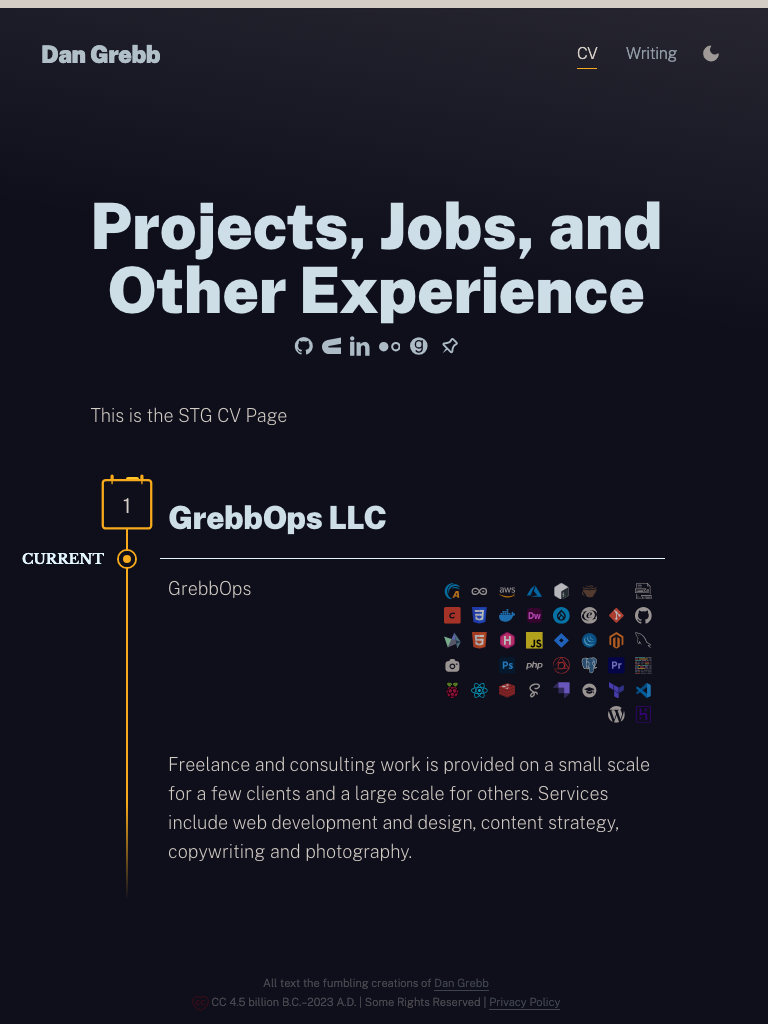 Dan Grebb
CV
Writing
Projects, Jobs, and
Other Experience
in
g
This is the STG CV Page
1
GrebbOps LLC
CURRENT
GrebbOps
aws
Dw
JS
Ps
php
Pr
Freelance and consulting work is provided on a small scale
for a few clients and a large scale for others. Services
include web development and design, content strategy,
copywriting and photography.
All text the fumbling creations of Dan Grebb
CC 4.5 billion B.C.–2023 A.D. | Some Rights Reserved | Privacy Policy